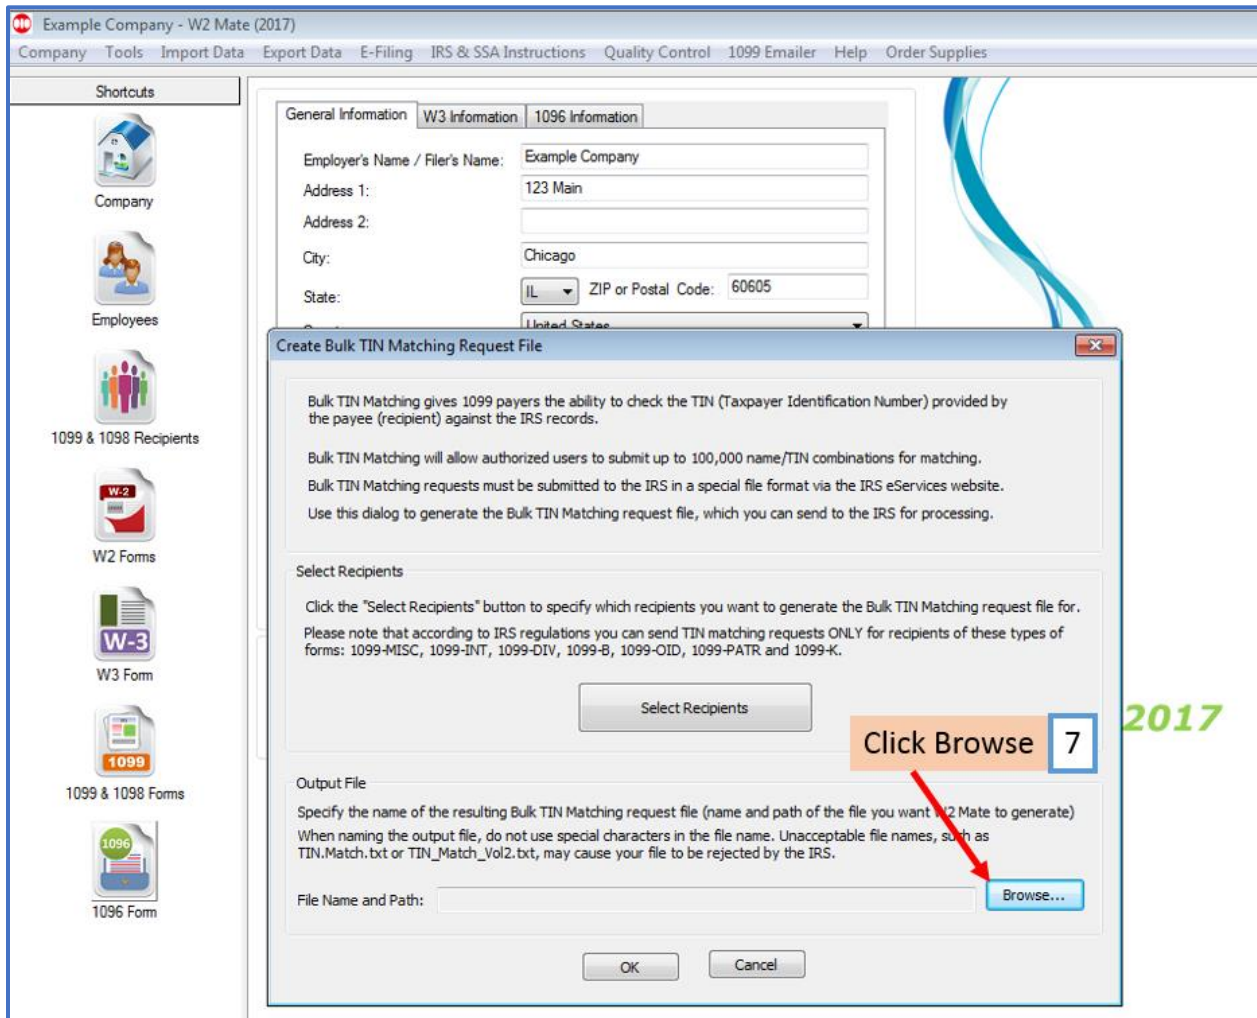 Example Company - W2 Mate (2017)
Company Tools Import Data Export Data E-Filing IRS & SSA Instructions Quality Control 1099 Emailer Help Order Supplies
Shortcuts
Company
Employees
1099 & 1098 Recipients
W-2
W2 Forms
W-3
W3 Form
1099
1099 & 1098 Forms
1096
1096 Form
General Information W3 Information 1096 Information
Employer's Name / Filer's Name: Example Company
Address 1: 123 Main
Address 2:
City: Chicago
State: IL ZIP or Postal Code: 60605
United States
2017
Create Bulk TIN Matching Request File
Bulk TIN Matching gives 1099 payers the ability to check the TIN (Taxpayer Identification Number) provided by
the payee (recipient) against the IRS records.
Bulk TIN Matching will allow authorized users to submit up to 100,000 name/TIN combinations for matching.
Bulk TIN Matching requests must be submitted to the IRS in a special file format via the IRS eServices website.
Use this dialog to generate the Bulk TIN Matching request file, which you can send to the IRS for processing.
Select Recipients
Click the "Select Recipients" button to specify which recipients you want to generate the Bulk TIN Matching request file for.
Please note that according to IRS regulations you can send TIN matching requests ONLY for recipients of these types of
forms: 1099-MISC, 1099-INT, 1099-DIV, 1099-B, 1099-OID, 1099-PATR and 1099-K.
Select Recipients
Click Browse 7
Output File
Specify the name of the resulting Bulk TIN Matching request file (name and path of the file you want W2 Mate to generate)
When naming the output file, do not use special characters in the file name. Unacceptable file names, such as
TIN.Match.txt or TIN_Match_Vol2.txt, may cause your file to be rejected by the IRS.
File Name and Path: Browse...
OK Cancel